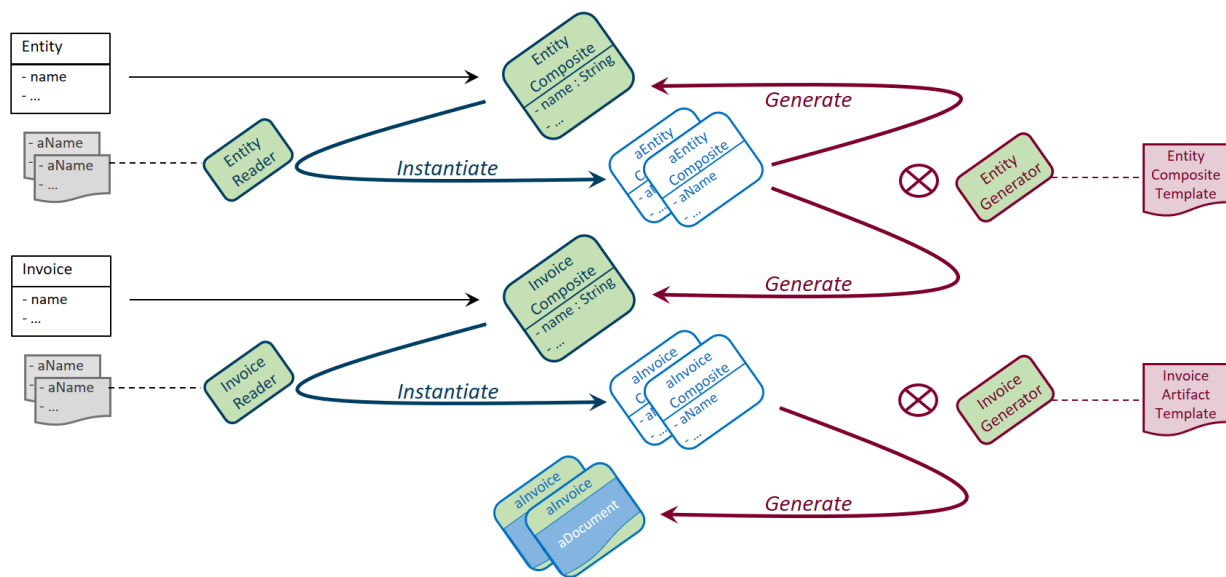 Entity
- name
- ...
- aName
-
- aName
- ...
Entity
Reader
Entity
Composite
- name : String
- ...
Instantiate
aEntity
C
- a
- ...
aEntity
Composite
- aName
- ...
Generate
Entity
Generator
Entity
Composite
Template
Invoice
- name
- ...
- aName
-
- aName
- ...
Invoice
Reader
Invoice
Composite
- name : String
- ...
Generate
Instantiate
aInvoice
C
- a
- ...
aInvoice
Composite
- aName
- ...
Invoice
Generator
Invoice
Artifact
Template
aInvoice
aInvoice
aDocument
Generate